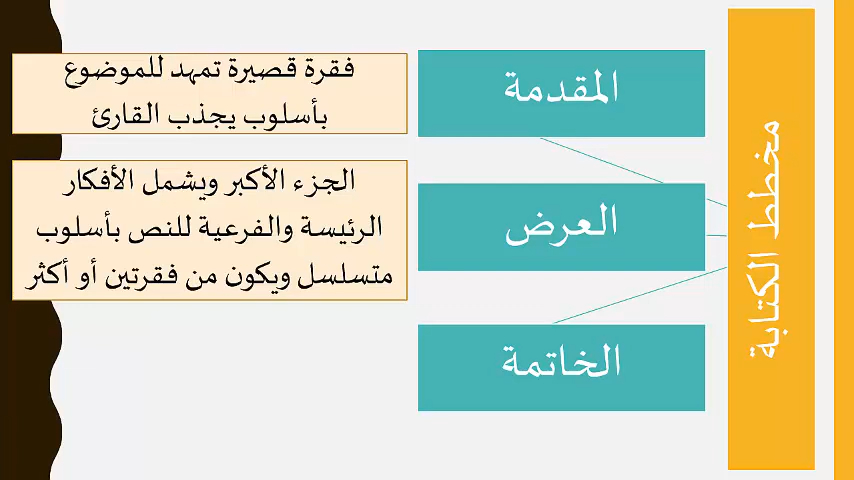 مخطط الكتابة
المقدمة
فقرة قصيرة تمهد للموضوع
بأسلوب يجذب القارئ
العرض
الجزء الأكبر ويشمل الأفكار
الرئيسة والفرعية للنص بأسلوب
متسلسل ويكون من فقرتين أو أكثر
الخاتمة